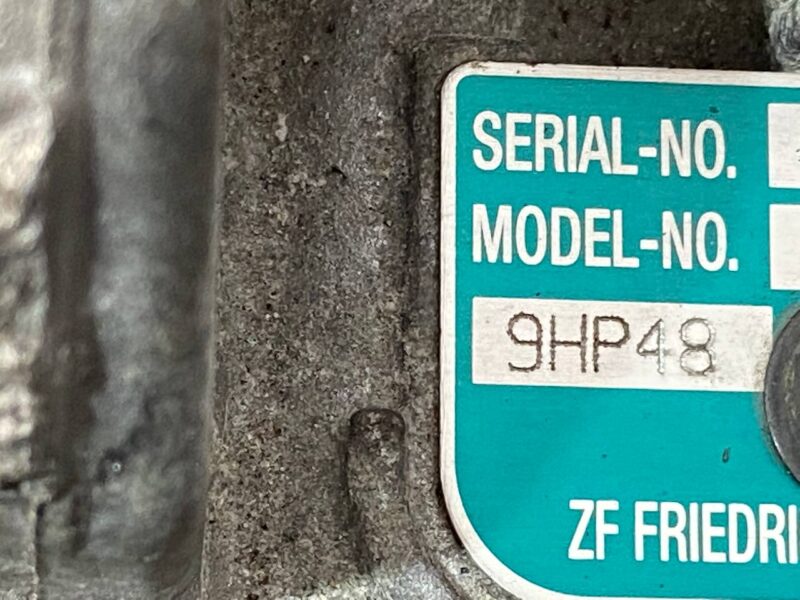 SERIAL-NO.
MODEL-NO.
9HP48
ZF FRIEDRI